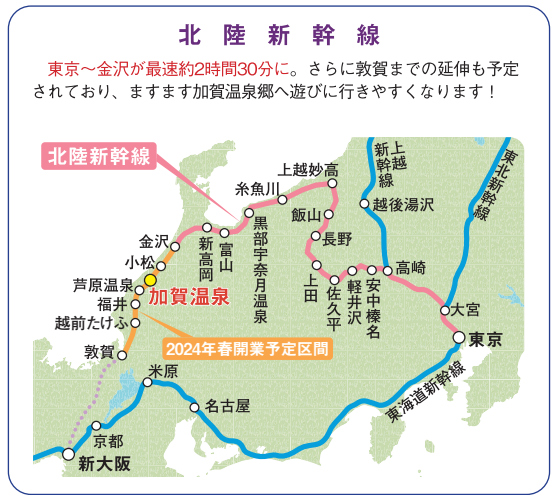 北陸新幹線
東京～金沢が最速約2時間30分に。さらに敦賀までの延伸も予定
されており、ますます加賀温泉郷へ遊びに行きやすくなります！
北陸新幹線
上越妙高
糸魚川
飯山
長野
上田
佐久平
軽井沢
安中榛名
高崎
上越新幹線
越後湯沢
東北新幹線
大宮
東京
黒部宇奈月温泉
富山
新高岡
金沢
小松
加賀温泉
芦原温泉
福井
越前たけふ
2024年春開業予定区間
敦賀
米原
名古屋
京都
新大阪
東海道新幹線